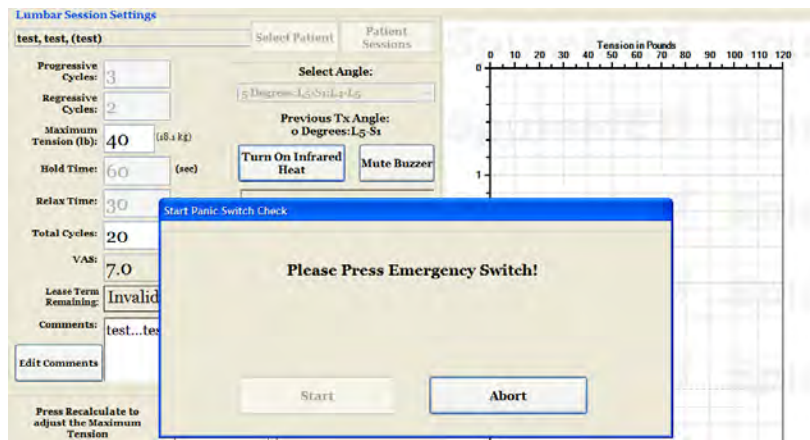 Lumbar Session Settings
test, test, (test)
Select Patient
Patient
Sessions
Progressive
Cycles:
3
Select Angle:
Regressive
Cycles:
2
5 Degrees:L5-S1:L4-L5
Previous Tx Angle:
0 Degrees:L5-S1
Maximum
Tension (lb):
40
(18.1 kg)
Hold Time:
60
(sec)
Turn On Infrared
Heat
Mute Buzzer
Relax Time:
30
Total Cycles:
20
VAS:
7.0
Lease Term
Remaining:
Invalid
Comments:
test...tes
Edit Comments
Press Recalculate to
adjust the Maximum
Tension
Start Panic Switch Check
Please Press Emergency Switch!
Start
Abort
Tension in Pounds
0 10 20 30 40 50 60 70 80 90 100 110 120
0
1